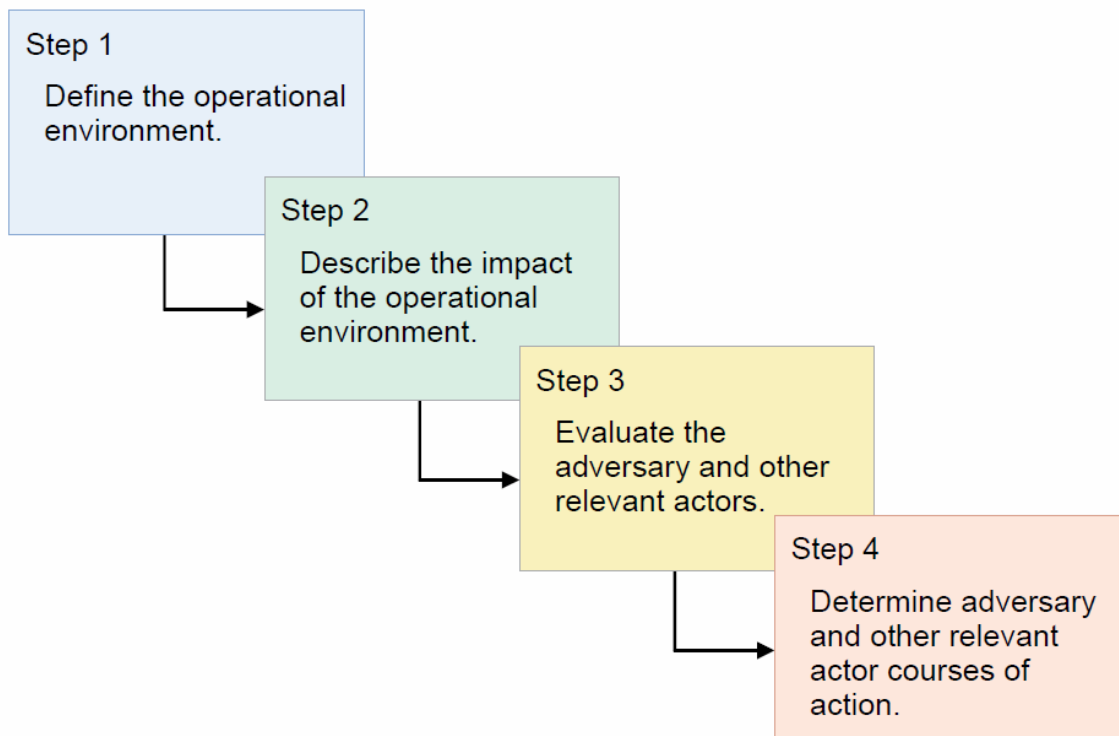 Step 1
Define the operational
environment.
Step 2
Describe the impact
of the operational
environment.
Step 3
Evaluate the
adversary and other
relevant actors.
Step 4
Determine adversary
and other relevant
actor courses of
action.